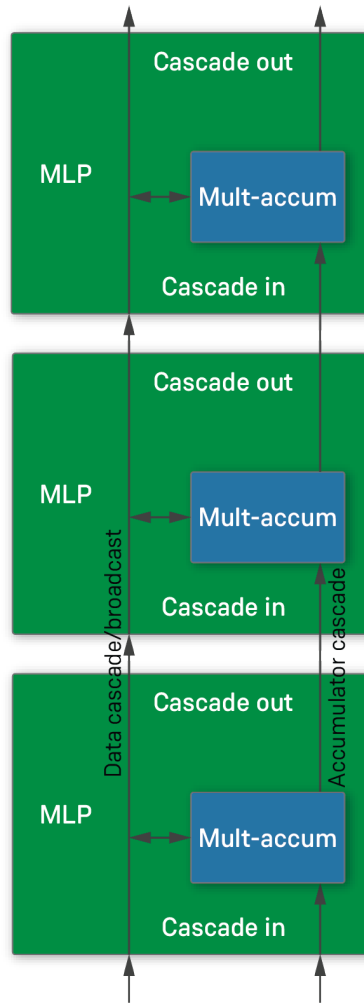 Cascade out
MLP
Mult-accum
Cascade in
Cascade out
MLP
Mult-accum
Cascade in
Data cascade/broadcast
Accumulator cascade
Cascade out
MLP
Mult-accum
Cascade in